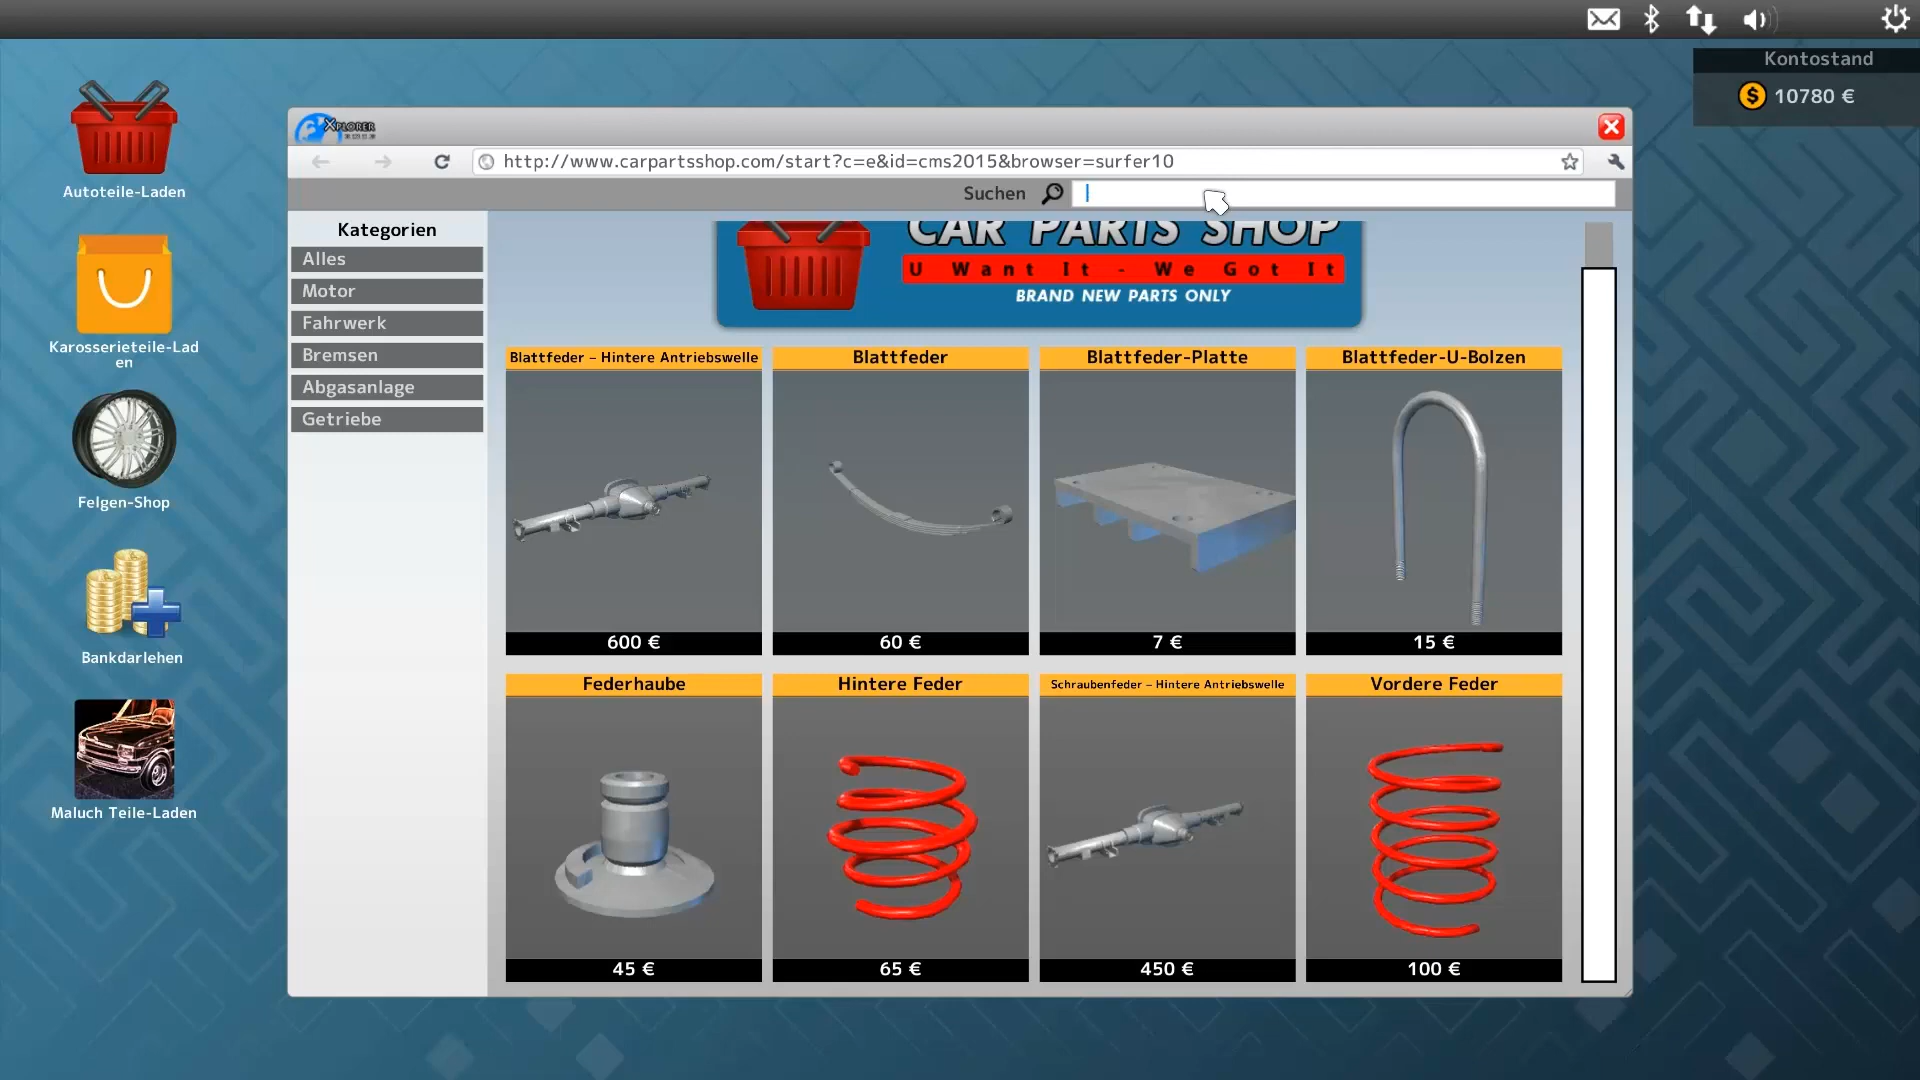 Kontostand
10780 €
Autoteile-Laden
Karosserieteile-Lad
en
Felgen-Shop
Bankdarlehen
Maluch Teile-Laden
XPLORER
http://www.carpartsshop.com/start?c=e&id=cms2015&browser=surfer10
Suchen
Kategorien
Alles
Motor
Fahrwerk
Bremsen
Abgasanlage
Getriebe
CAR PARTS SHOP
U Want It - We Got It
BRAND NEW PARTS ONLY
Blattfeder – Hintere Antriebswelle
600 €
Blattfeder
60 €
Blattfeder-Platte
7 €
Blattfeder-U-Bolzen
15 €
Federhaube
45 €
Hintere Feder
65 €
Schraubenfeder – Hintere Antriebswelle
450 €
Vordere Feder
100 €